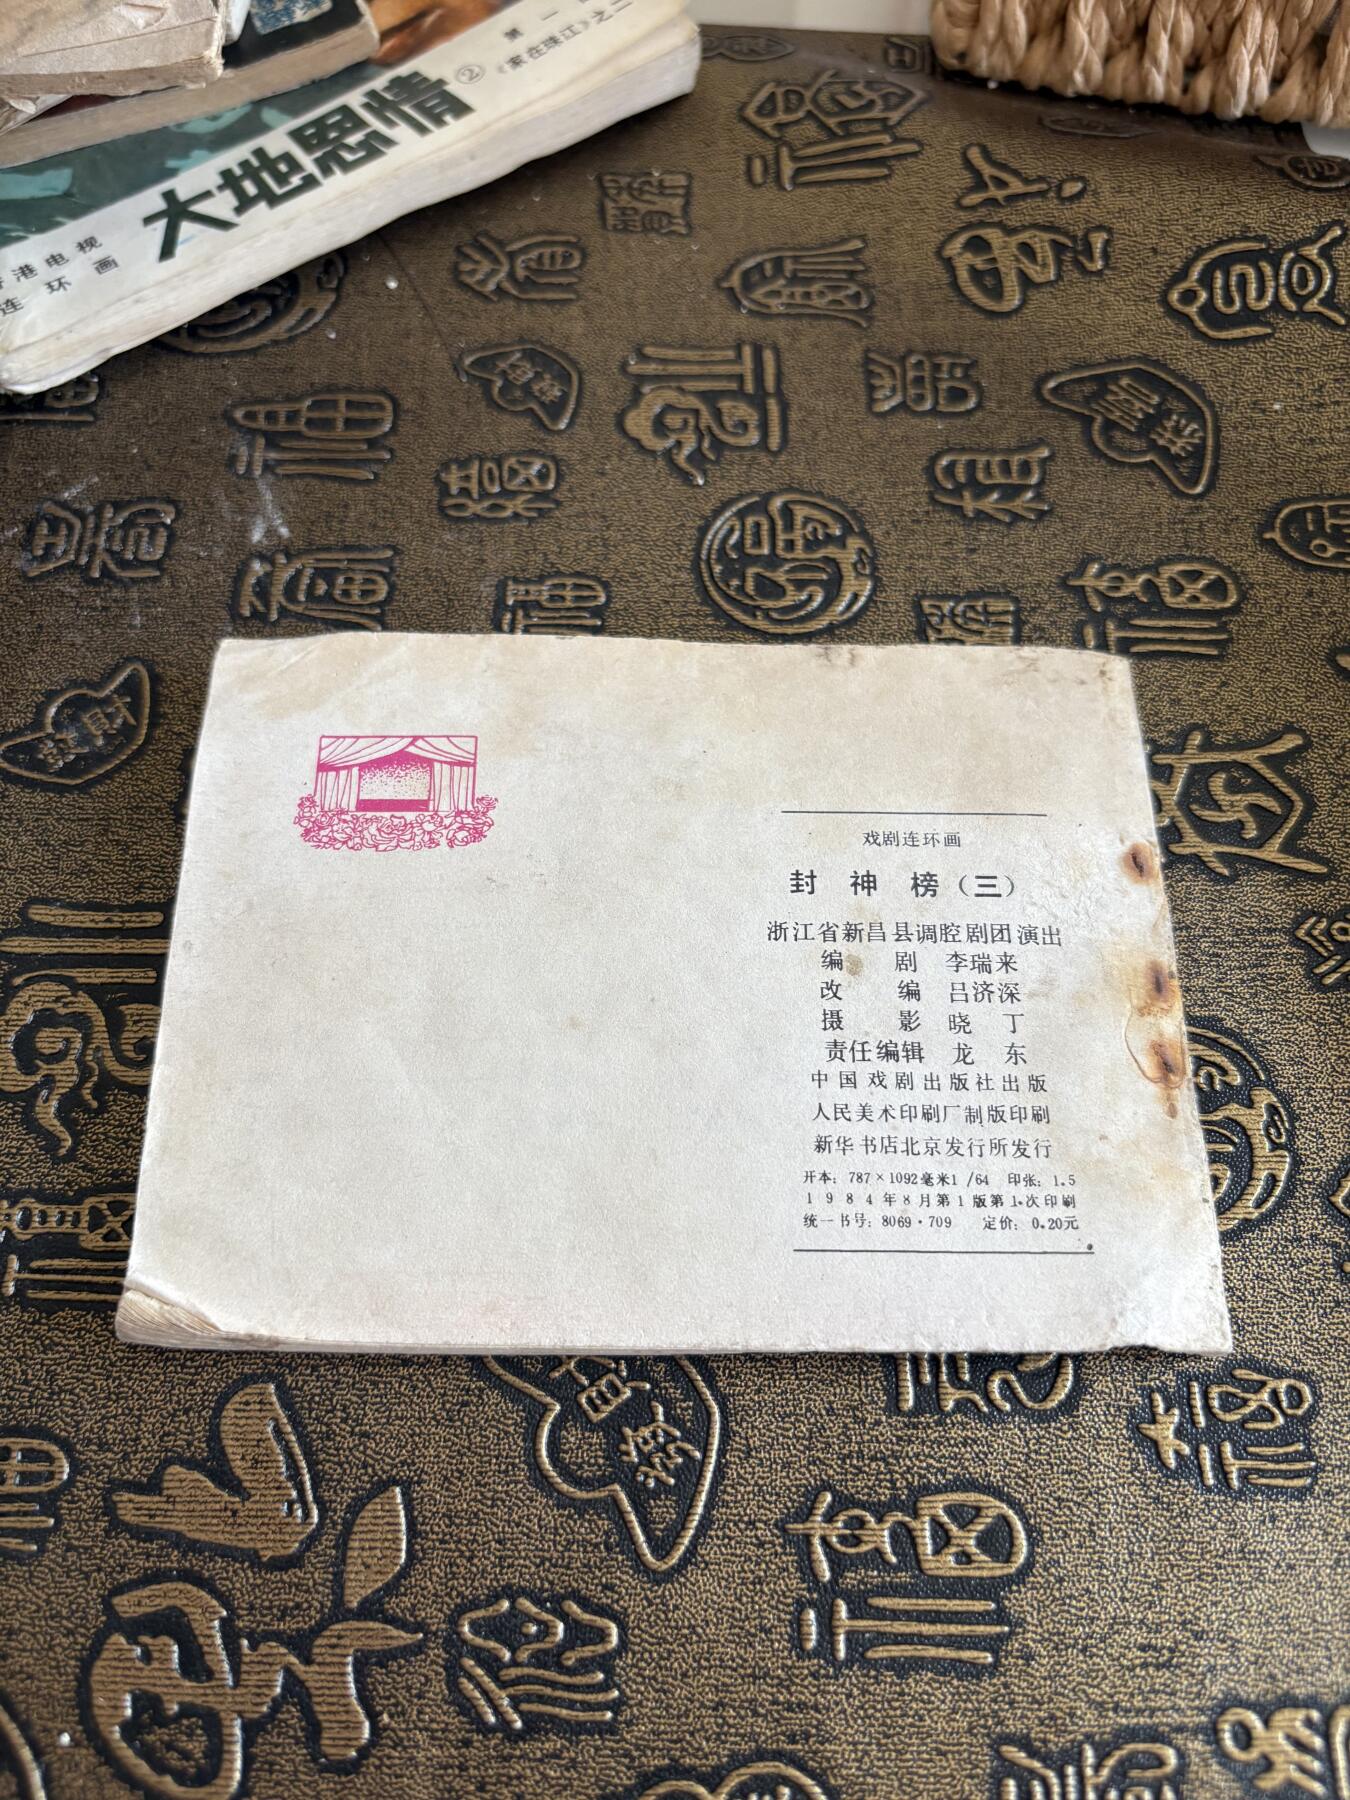 第一
《家在珠江》之二
大地恩情②
港电视
连环画
戏剧连环画
封神榜（三）
浙江省新昌县调腔剧团演出
编 剧 李瑞来
改 编 吕济深
摄 影 晓 丁
责任编辑 龙 东
中国戏剧出版社出版
人民美术印刷厂制版印刷
新华书店北京发行所发行
开本：787×1092毫米1/64 印张：1.5
1984年8月第1版第1次印刷
统一书号：8069·709 定价：0.20元